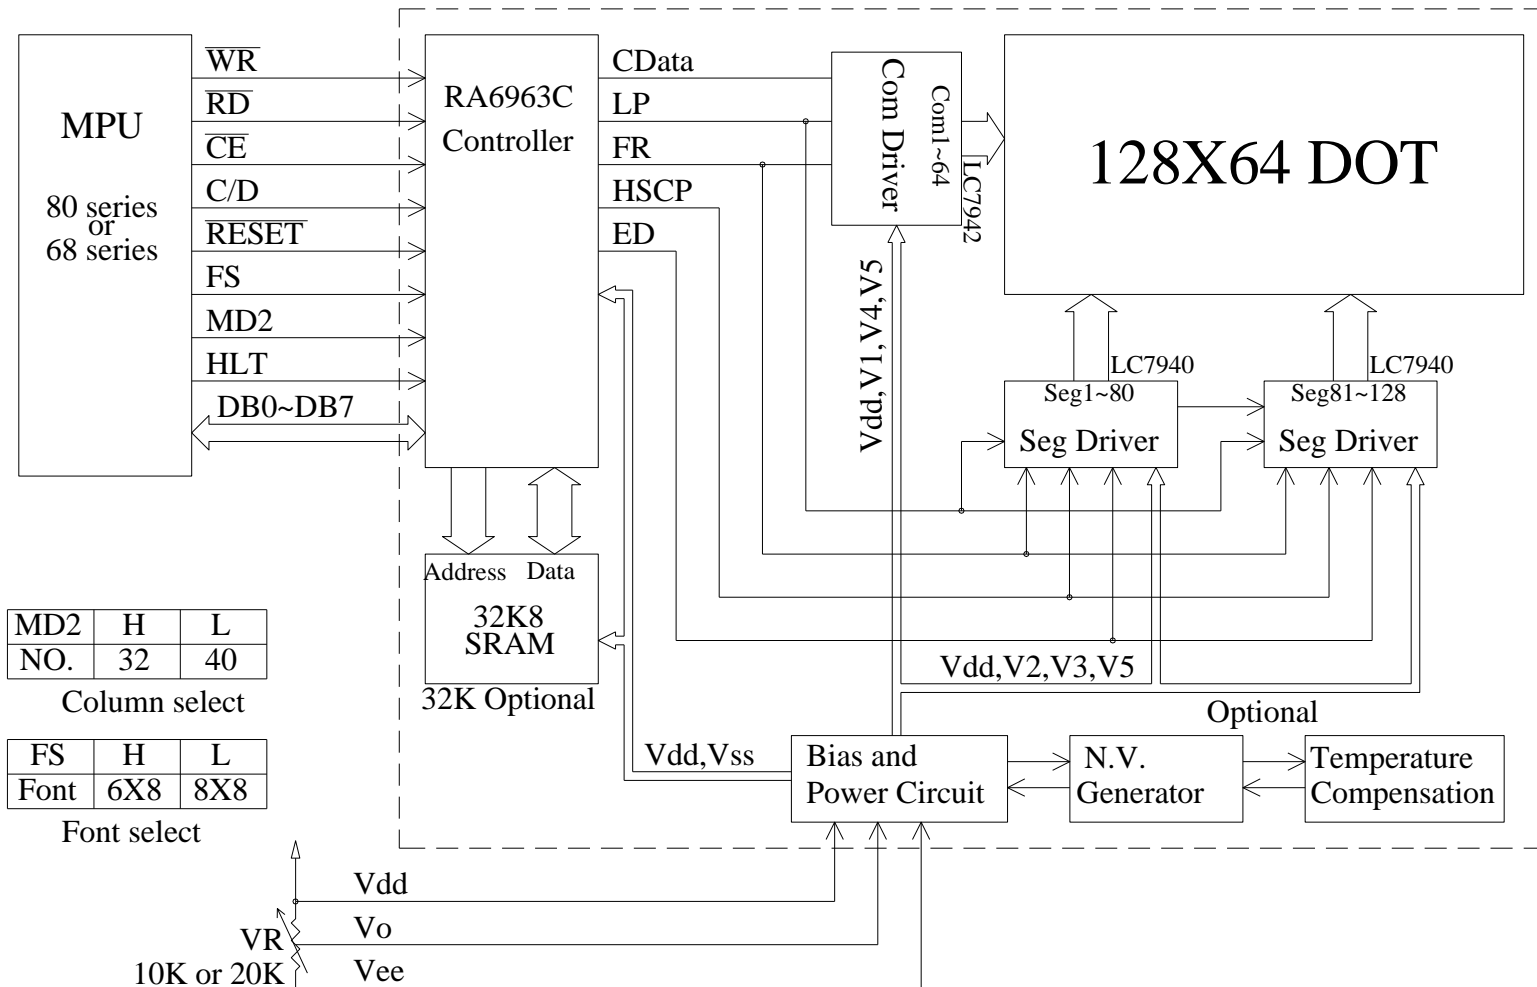 MPU
80 series
or
68 series
WR
RD
CE
C/D
RESET
FS
MD2
HLT
DB0~DB7
RA6963C
Controller
CData
LP
FR
HSCP
ED
Com Driver
Com1~64
LC7942
128X64 DOT
Vdd,V1,V4,V5
LC7940
Seg1~80
Seg Driver
LC7940
Seg81~128
Seg Driver
Address Data
32K8
SRAM
32K Optional
MD2 H L
NO. 32 40
Column select
FS H L
Font 6X8 8X8
Font select
Vdd,V2,V3,V5
Optional
Vdd,Vss
Bias and
Power Circuit
N.V.
Generator
Temperature
Compensation
Vdd
Vo
VR
10K or 20K
Vee